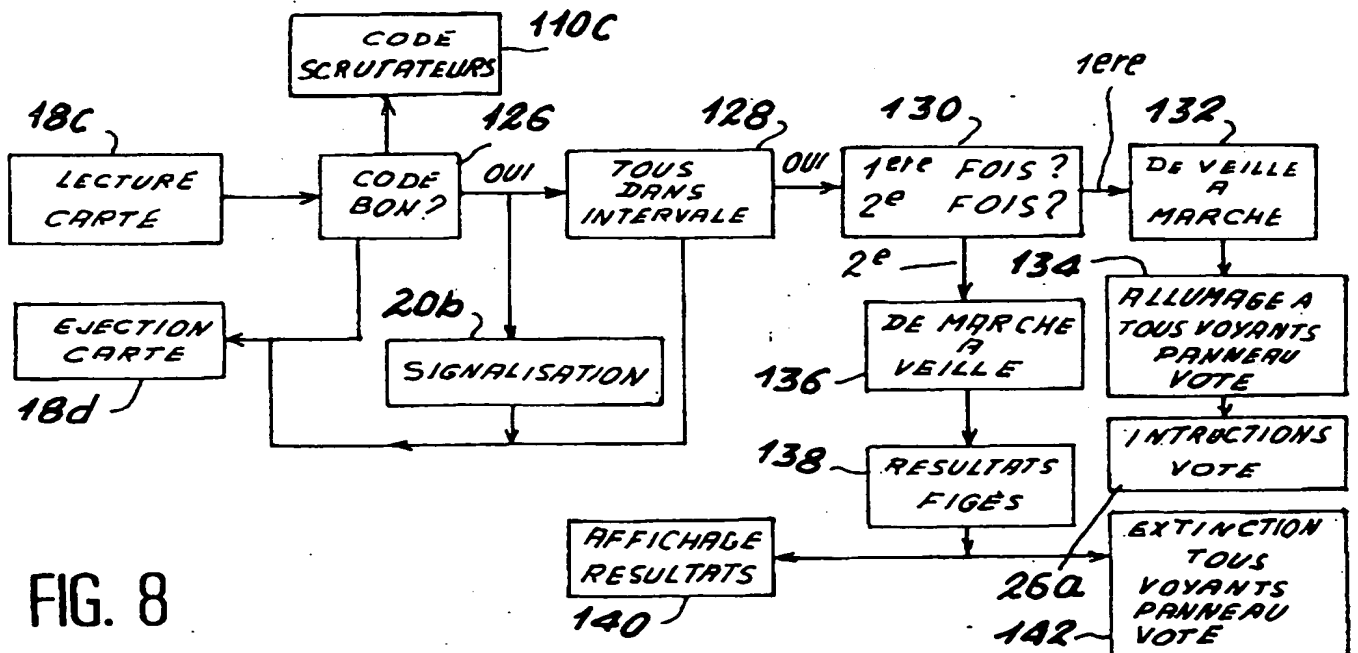 CODE
SCRUTATEURS
110C
18C
LECTURE
CARTE
CODE
BON?
126
OUI
TOUS
DANS
INTERVALE
128
OUI
130
1ere FOIS?
2e FOIS?
1ere
132
DE VEILLE
A
MARCHE
EJECTION
CARTE
18d
20b
SIGNALISATION
2e
DE MARCHE
A
VEILLE
136
134
ALLUMAGE A
TOUS VOYANTS
PANNEAU
VOTE
INTRUCTIONS
VOTE
26a
138
RESULTATS
FIGÉS
AFFICHAGE
RESULTATS
140
EXTINCTION
TOUS
VOYANTS
PANNEAU
VOTE
142
FIG. 8